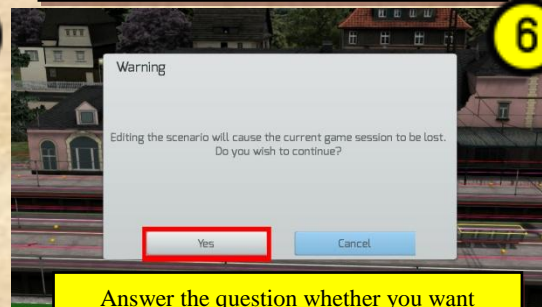 6
Warning
Editing the scenario will cause the current game session to be lost.
Do you wish to continue?
Yes
Cancel
Answer the question whether you want